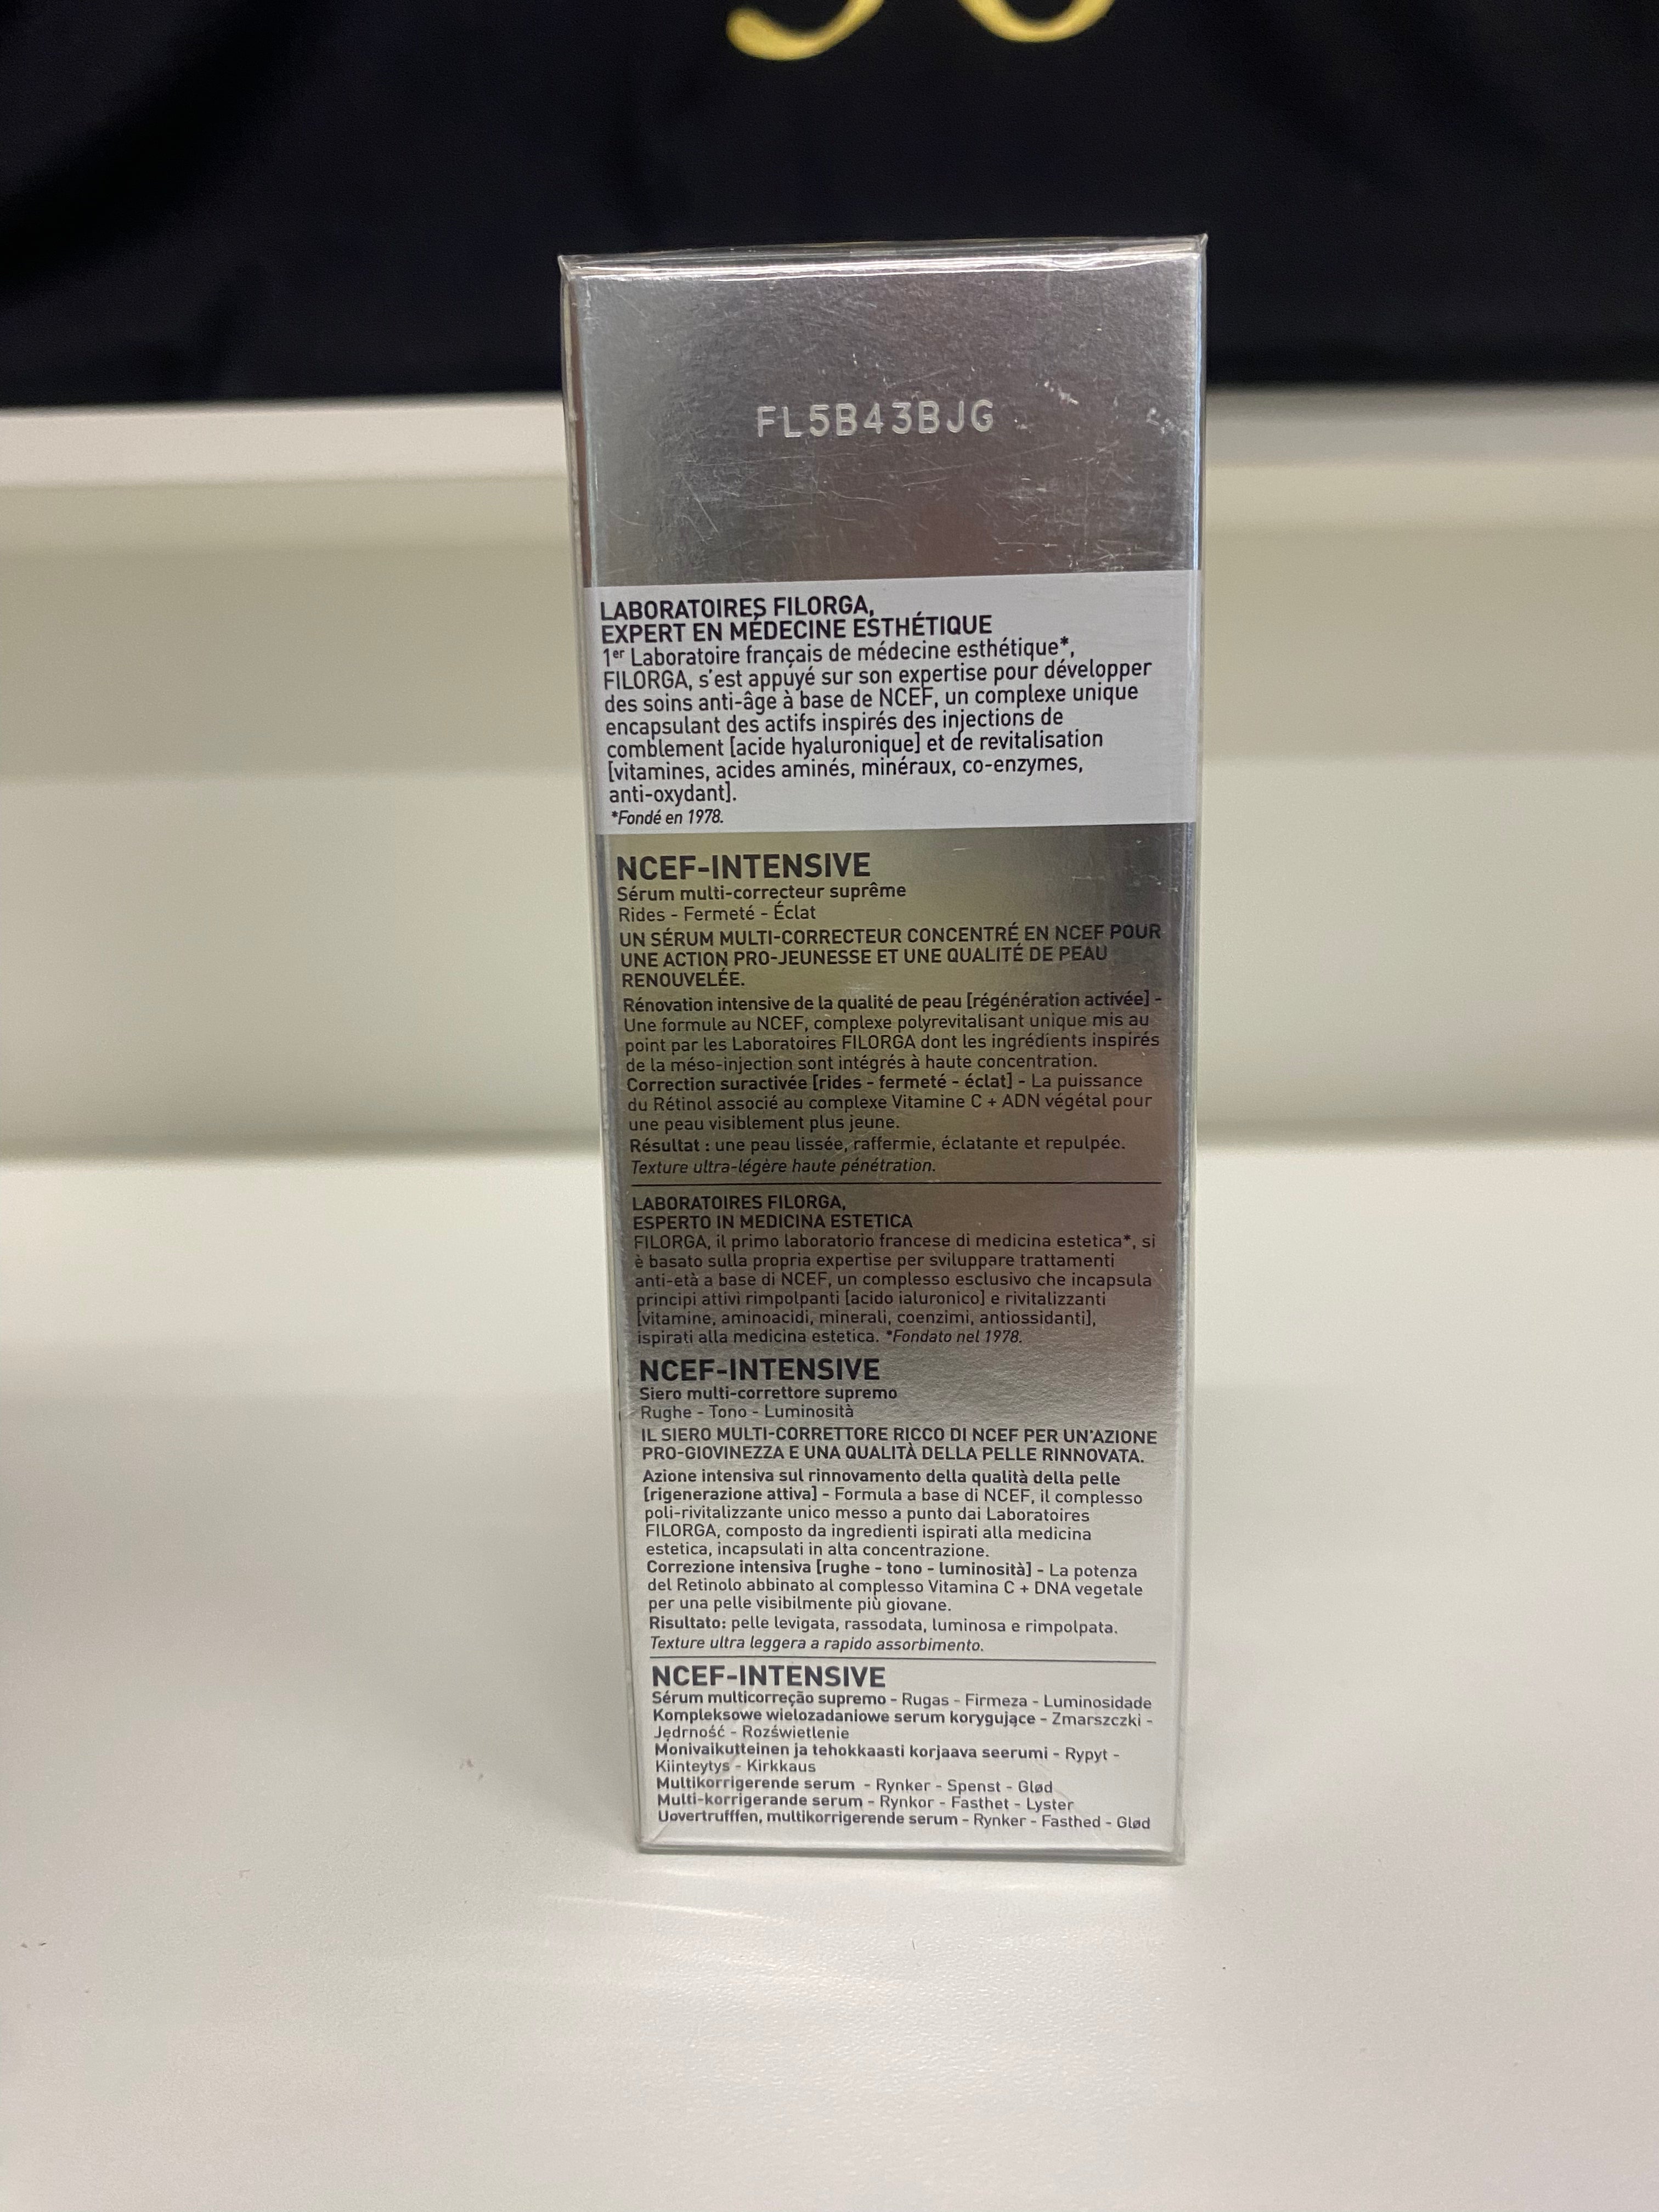 FL5B43BJG
LABORATOIRES FILORGA,
EXPERT EN MÉDECINE ESTHÉTIQUE
1er Laboratoire français de médecine esthétique*,
FILORGA, s'est appuyé sur son expertise pour développer
des soins anti-âge à base de NCEF, un complexe unique
encapsulant des actifs inspirés des injections de
comblement [acide hyaluronique] et de revitalisation
[vitamines, acides aminés, minéraux, co-enzymes,
anti-oxydant].
*Fondé en 1978.
NCEF-INTENSIVE
Sérum multi-correcteur suprême
Rides - Fermeté - Éclat
UN SÉRUM MULTI-CORRECTEUR CONCENTRÉ EN NCEF POUR
UNE ACTION PRO-JEUNESSE ET UNE QUALITÉ DE PEAU
RENOUVELÉE.
Rénovation intensive de la qualité de peau [régénération activée] -
Une formule au NCEF, complexe polyrevitalisant unique mis au
point par les Laboratoires FILORGA dont les ingrédients inspirés
de la méso-injection sont intégrés à haute concentration.
Correction suractivée [rides - fermeté - éclat] - La puissance
du Rétinol associé au complexe Vitamine C + ADN végétal pour
une peau visiblement plus jeune.
Résultat : une peau lissée, raffermie, éclatante et repulpée.
Texture ultra-légère haute pénétration.
LABORATOIRES FILORGA,
ESPERTO IN MEDICINA ESTETICA
FILORGA, il primo laboratorio francese di medicina estetica*, si
è basato sulla propria expertise per sviluppare trattamenti
anti-età a base di NCEF, un complesso esclusivo che incapsula
principi attivi rimpolpanti [acido ialuronico] e rivitalizzanti
[vitamine, aminoacidi, minerali, coenzimi, antiossidanti],
ispirati alla medicina estetica. *Fondato nel 1978.
NCEF-INTENSIVE
Siero multi-correttore supremo
Rughe - Tono - Luminosità
IL SIERO MULTI-CORRETTORE RICCO DI NCEF PER UN'AZIONE
PRO-GIOVINEZZA E UNA QUALITÀ DELLA PELLE RINNOVATA.
Azione intensiva sul rinnovamento della qualità della pelle
[rigenerazione attiva] - Formula a base di NCEF, il complesso
poli-rivitalizzante unico messo a punto dai Laboratoires
FILORGA, composto da ingredienti ispirati alla medicina
estetica, incapsulati in alta concentrazione.
Correzione intensiva [rughe - tono - luminosità] - La potenza
del Retinolo abbinato al complesso Vitamina C + DNA vegetale
per una pelle visibilmente più giovane.
Risultato: pelle levigata, rassodata, luminosa e rimpolpata.
Texture ultra leggera a rapido assorbimento.
NCEF-INTENSIVE
Sérum multicorreção supremo - Rugas - Firmeza - Luminosidade
Kompleksowe wielozadaniowe serum korygujące - Zmarszczki -
Jędrność - Rozświetlenie
Monivaikutteinen ja tehokkaasti korjaava seerumi - Rypyt -
Kiinteytys - Kirkkaus
Multikorrigerende serum - Rynker - Spenst - Glød
Multi-korrigerande serum - Rynkor - Fasthet - Lyster
Uovertrufffen, multikorrigerende serum - Rynker - Fasthed - Glød